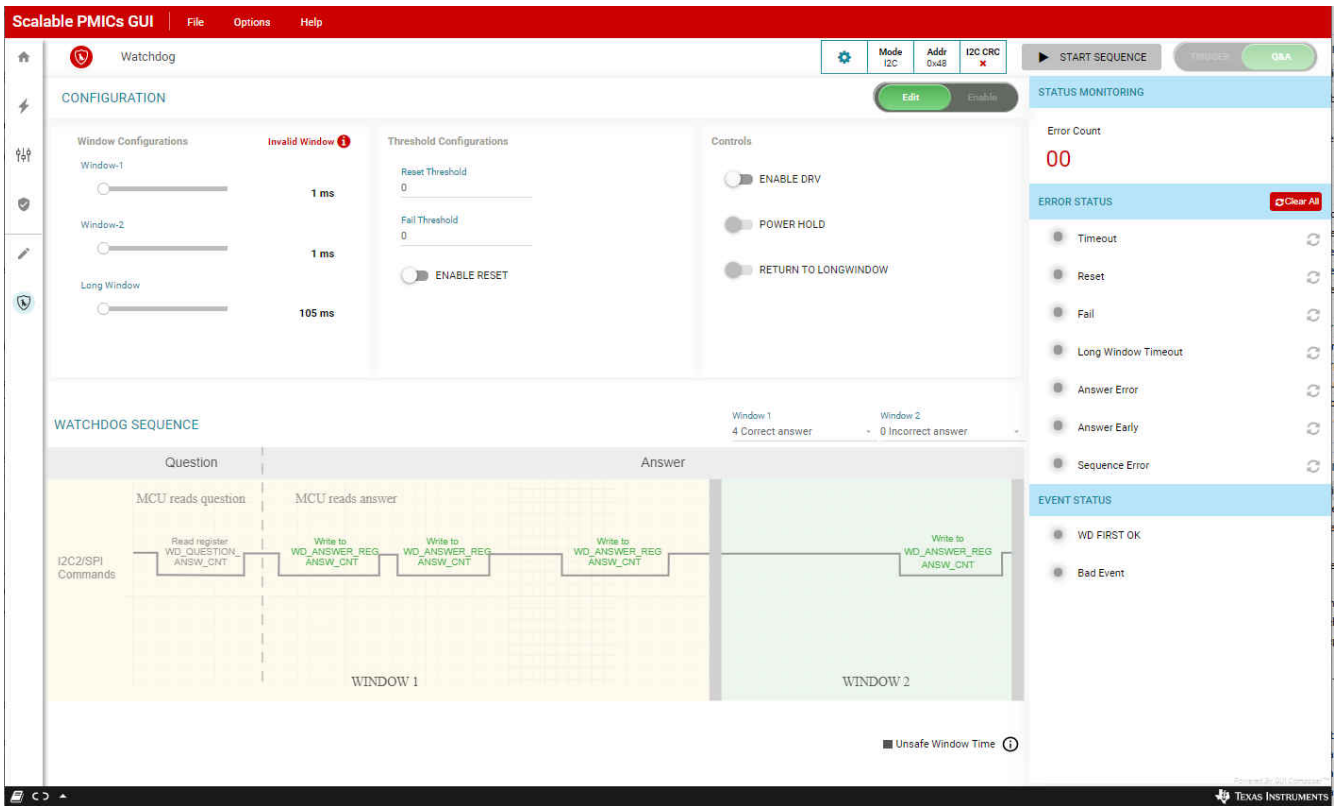 Scalable PMICs GUI
File
Options
Help
Watchdog
Mode
I2C
Addr
0x48
I2C CRC
START SEQUENCE
TRIGGER
Q&A
CONFIGURATION
Edit
Enable
Window Configurations
Invalid Window
Window-1
1 ms
Window-2
1 ms
Long Window
105 ms
Threshold Configurations
Reset Threshold
0
Fail Threshold
0
ENABLE RESET
Controls
ENABLE DRV
POWER HOLD
RETURN TO LONGWINDOW
STATUS MONITORING
Error Count
00
ERROR STATUS
Clear All
Timeout
Reset
Fail
Long Window Timeout
Answer Error
Answer Early
Sequence Error
EVENT STATUS
WD FIRST OK
Bad Event
WATCHDOG SEQUENCE
Window 1
4 Correct answer
Window 2
0 Incorrect answer
Question
Answer
MCU reads question
MCU reads answer
I2C2/SPI
Commands
Read register
WD_QUESTION_
ANSW_CNT
Write to
WD_ANSWER_REG
ANSW_CNT
Write to
WD_ANSWER_REG
ANSW_CNT
Write to
WD_ANSWER_REG
ANSW_CNT
Write to
WD_ANSWER_REG
ANSW_CNT
WINDOW 1
WINDOW 2
Unsafe Window Time
Powered By GUI Composer™
TEXAS INSTRUMENTS